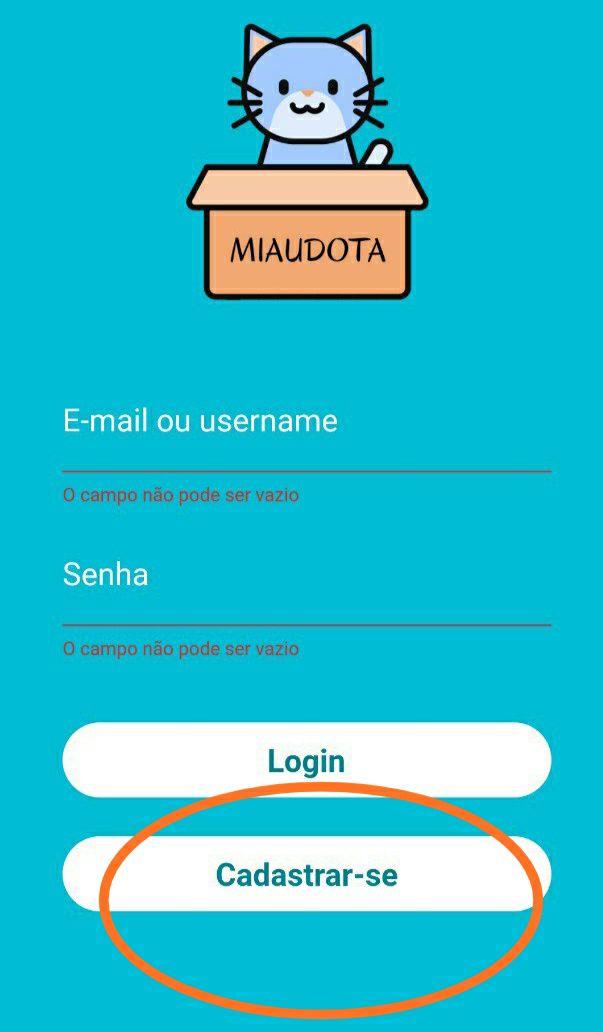 MIAUDOTA
E-mail ou username
O campo não pode ser vazio
Senha
O campo não pode ser vazio
Login
Cadastrar-se